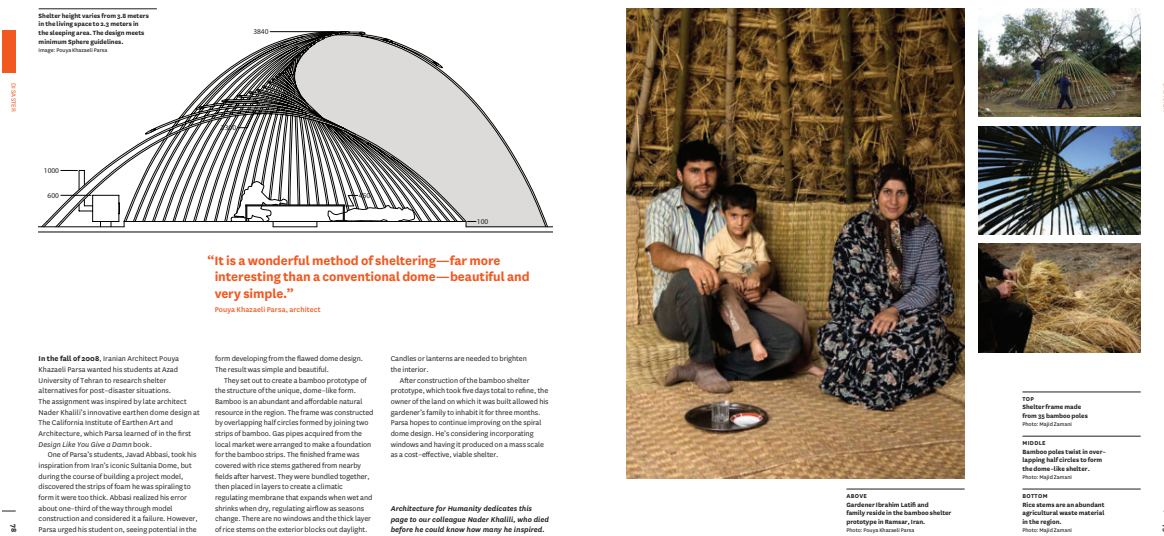 Shelter height varies from 3.8 meters
in the living space to 2.3 meters in
the sleeping area. The design meets
minimum Sphere guidelines.
Image: Pouya Khazaeli Parsa
DISASTER
3840
1000
600
100
“It is a wonderful method of sheltering—far more
interesting than a conventional dome—beautiful and
very simple.”
Pouya Khazaeli Parsa, architect
In the fall of 2008, Iranian Architect Pouya
Khazaeli Parsa wanted his students at Azad
University of Tehran to research shelter
alternatives for post-disaster situations.
The assignment was inspired by late architect
Nader Khalili's innovative earthen dome design at
The California Institute of Earthen Art and
Architecture, which Parsa learned of in the first
Design Like You Give a Damn book.
One of Parsa's students, Javad Abbasi, took his
inspiration from Iran's iconic Sultania Dome, but
during the course of building a project model,
discovered the strips of foam he was spiraling to
form it were too thick. Abbasi realized his error
about one-third of the way through model
construction and considered it a failure. However,
Parsa urged his student on, seeing potential in the
form developing from the flawed dome design.
The result was simple and beautiful.
They set out to create a bamboo prototype of
the structure of the unique, dome-like form.
Bamboo is an abundant and affordable natural
resource in the region. The frame was constructed
by overlapping half circles formed by joining two
strips of bamboo. Gas pipes acquired from the
local market were arranged to make a foundation
for the bamboo strips. The finished frame was
covered with rice stems gathered from nearby
fields after harvest. They were bundled together,
then placed in layers to create a climatic
regulating membrane that expands when wet and
shrinks when dry, regulating airflow as seasons
change. There are no windows and the thick layer
of rice stems on the exterior blocks out daylight.
Candles or lanterns are needed to brighten
the interior.
After construction of the bamboo shelter
prototype, which took five days total to refine, the
owner of the land on which it was built allowed his
gardener's family to inhabit it for three months.
Parsa hopes to continue improving on the spiral
dome design. He's considering incorporating
windows and having it produced on a mass scale
as a cost-effective, viable shelter.
Architecture for Humanity dedicates this
page to our colleague Nader Khalili, who died
before he could know how many he inspired.
78
ABOVE
Gardener Ibrahim Latifi and
family reside in the bamboo shelter
prototype in Ramsar, Iran.
Photo: Pouya Khazaeli Parsa
TOP
Shelter frame made
from 35 bamboo poles
Photo: Majid Zamani
MIDDLE
Bamboo poles twist in over-
lapping half circles to form
the dome-like shelter.
Photo: Majid Zamani
BOTTOM
Rice stems are an abundant
agricultural waste material
in the region.
Photo: Majid Zamani